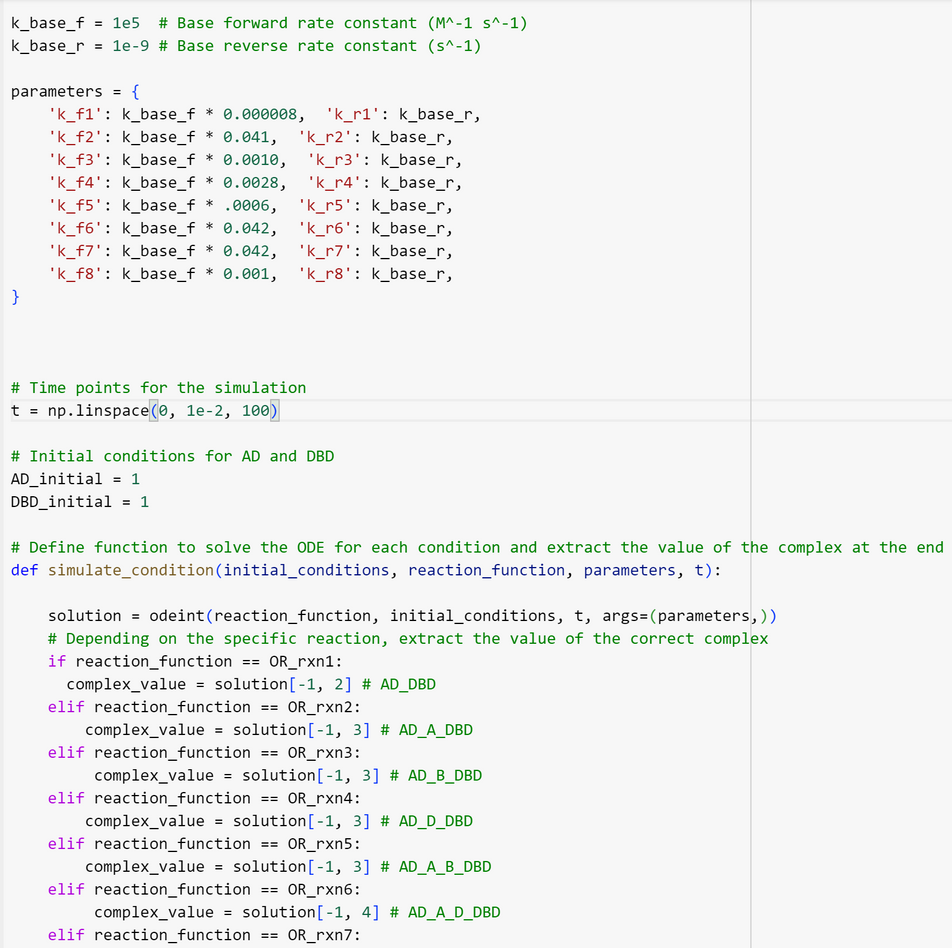 k_base_f = 1e5  # Base forward rate constant (M^-1 s^-1)
k_base_r = 1e-9 # Base reverse rate constant (s^-1)
parameters = {
    'k_f1': k_base_f * 0.000008,  'k_r1': k_base_r,
    'k_f2': k_base_f * 0.041,  'k_r2': k_base_r,
    'k_f3': k_base_f * 0.0010,  'k_r3': k_base_r,
    'k_f4': k_base_f * 0.0028,  'k_r4': k_base_r,
    'k_f5': k_base_f * .0006,  'k_r5': k_base_r,
    'k_f6': k_base_f * 0.042,  'k_r6': k_base_r,
    'k_f7': k_base_f * 0.042,  'k_r7': k_base_r,
    'k_f8': k_base_f * 0.001,  'k_r8': k_base_r,
}
# Time points for the simulation
t = np.linspace(0, 1e-2, 100)
# Initial conditions for AD and DBD
AD_initial = 1
DBD_initial = 1
# Define function to solve the ODE for each condition and extract the value of the complex at the end
def simulate_condition(initial_conditions, reaction_function, parameters, t):
    solution = odeint(reaction_function, initial_conditions, t, args=(parameters,))
    # Depending on the specific reaction, extract the value of the correct complex
    if reaction_function == OR_rxn1:
      complex_value = solution[-1, 2] # AD_DBD
    elif reaction_function == OR_rxn2:
        complex_value = solution[-1, 3] # AD_A_DBD
    elif reaction_function == OR_rxn3:
         complex_value = solution[-1, 3] # AD_B_DBD
    elif reaction_function == OR_rxn4:
        complex_value = solution[-1, 3] # AD_D_DBD
    elif reaction_function == OR_rxn5:
        complex_value = solution[-1, 3] # AD_A_B_DBD
    elif reaction_function == OR_rxn6:
         complex_value = solution[-1, 4] # AD_A_D_DBD
    elif reaction_function == OR_rxn7: